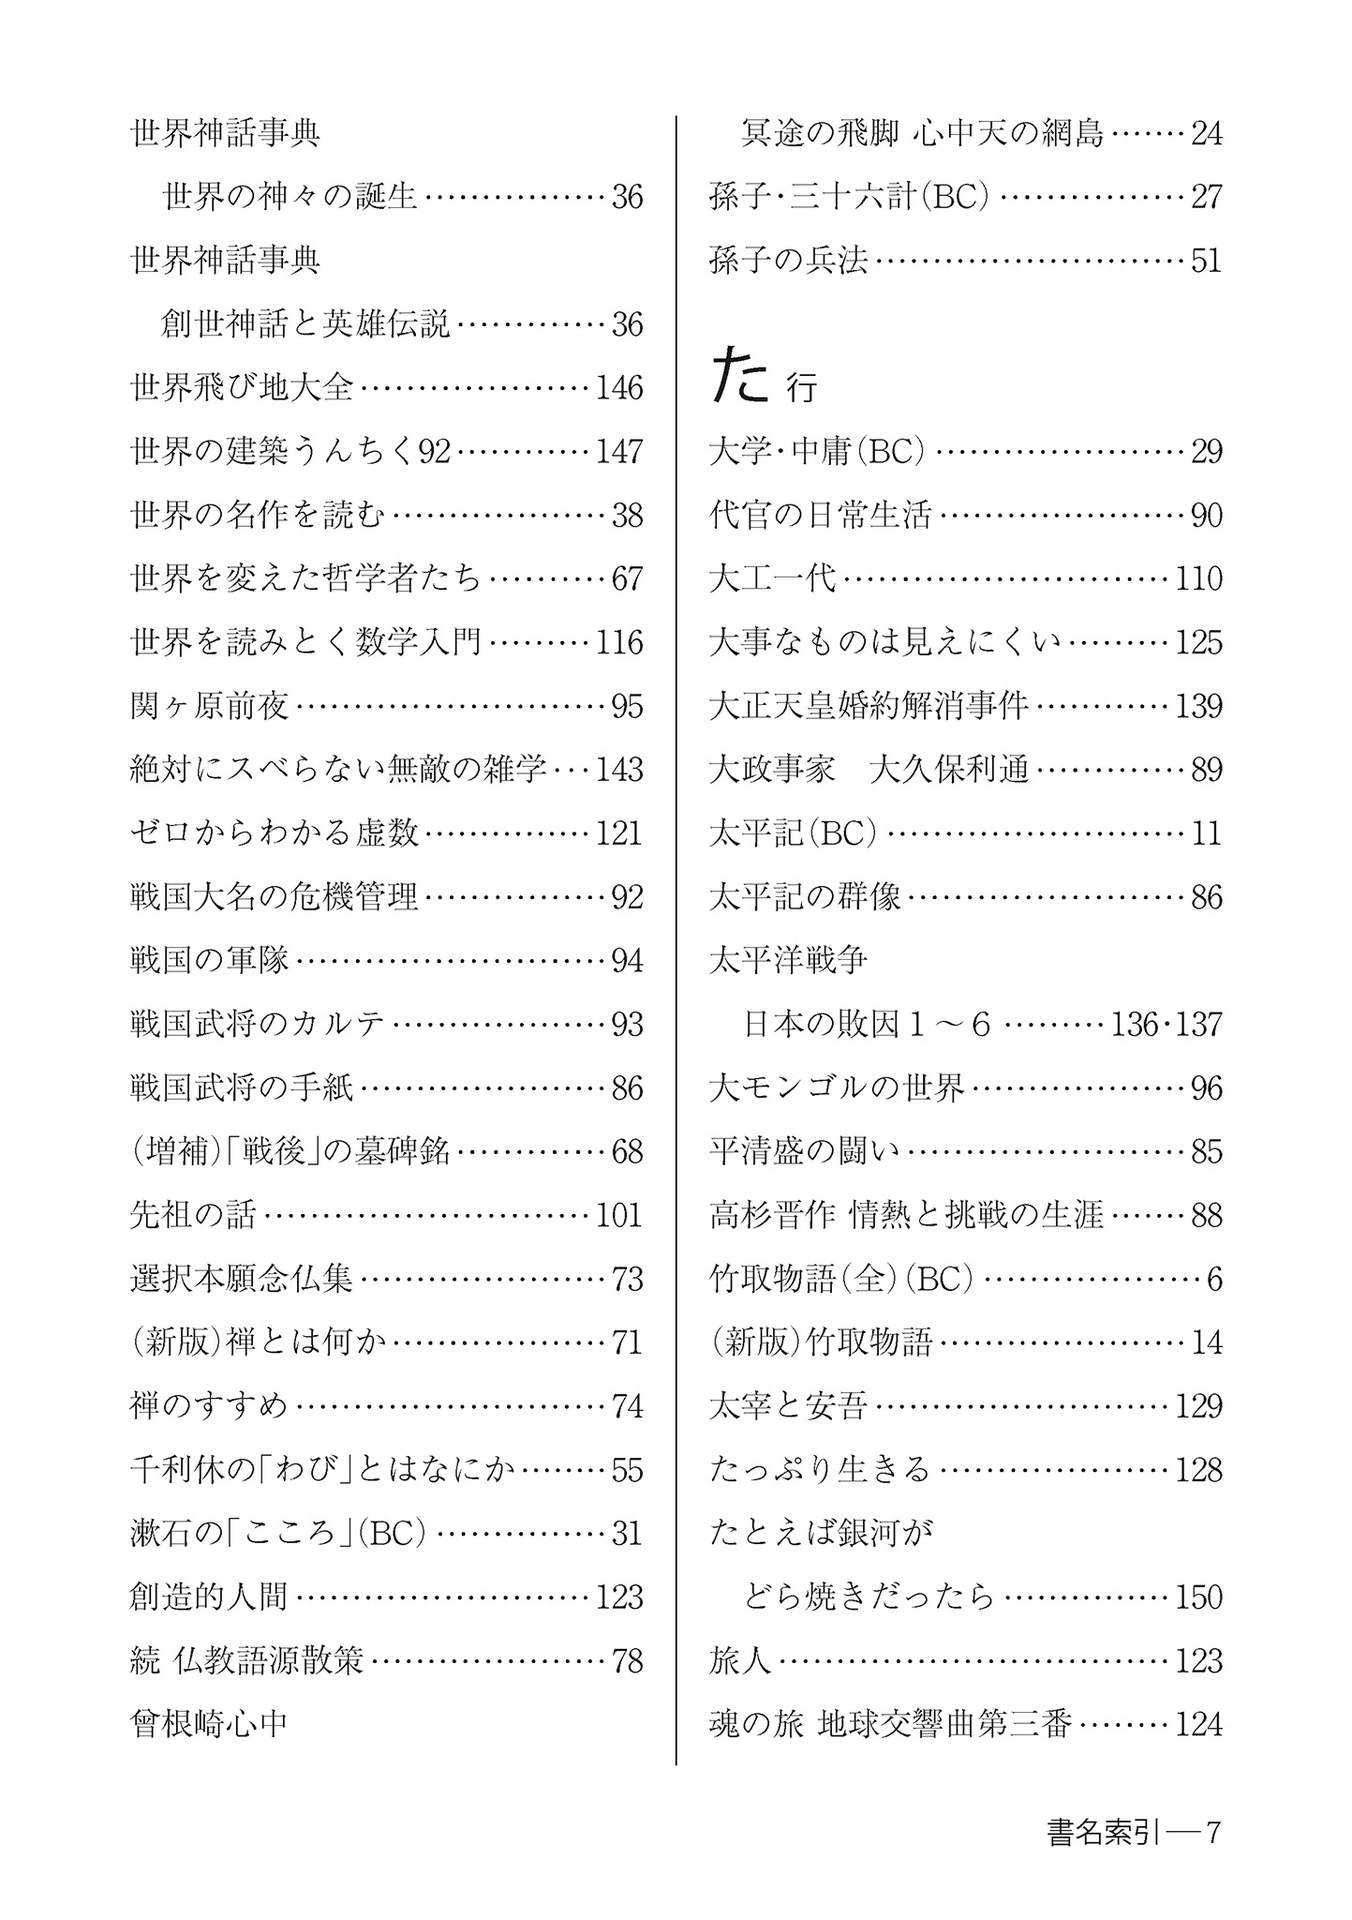 世界神話事典
世界の神々の誕生………………36
世界神話事典
創世神話と英雄伝説…………36
世界飛び地大全…………………146
世界の建築うんちく92…………147
世界の名作を読む…………………38
世界を変えた哲学者たち…………67
世界を読みとく数学入門………116
関ヶ原前夜…………………………95
絶対にスベらない無敵の雑学…143
ゼロからわかる虚数……………121
戦国大名の危機管理………………92
戦国の軍隊…………………………94
戦国武将のカルテ…………………93
戦国武将の手紙……………………86
(増補)「戦後」の墓碑銘…………68
先祖の話…………………………101
選択本願念仏集……………………73
(新版)禅とは何か…………………71
禅のすすめ…………………………74
千利休の「わび」とはなにか………55
漱石の「こころ」(BC)……………31
創造的人間………………………123
続 仏教語源散策…………………78
曾根崎心中
冥途の飛脚 心中天の網島………24
孫子・三十六計(BC)………………27
孫子の兵法…………………………51
た 行
大学・中庸(BC)……………………29
代官の日常生活……………………90
大工一代…………………………110
大事なものは見えにくい………125
大正天皇婚約解消事件…………139
大政事家　大久保利通……………89
太平記(BC)…………………………11
太平記の群像………………………86
太平洋戦争
日本の敗因１～６………136・137
大モンゴルの世界…………………96
平清盛の闘い………………………85
高杉晋作 情熱と挑戦の生涯………88
竹取物語(全)(BC)…………………6
(新版)竹取物語……………………14
太宰と安吾………………………129
たっぷり生きる…………………128
たとえば銀河が
どら焼きだったら……………150
旅人………………………………123
魂の旅 地球交響曲第三番………124
書名索引―7